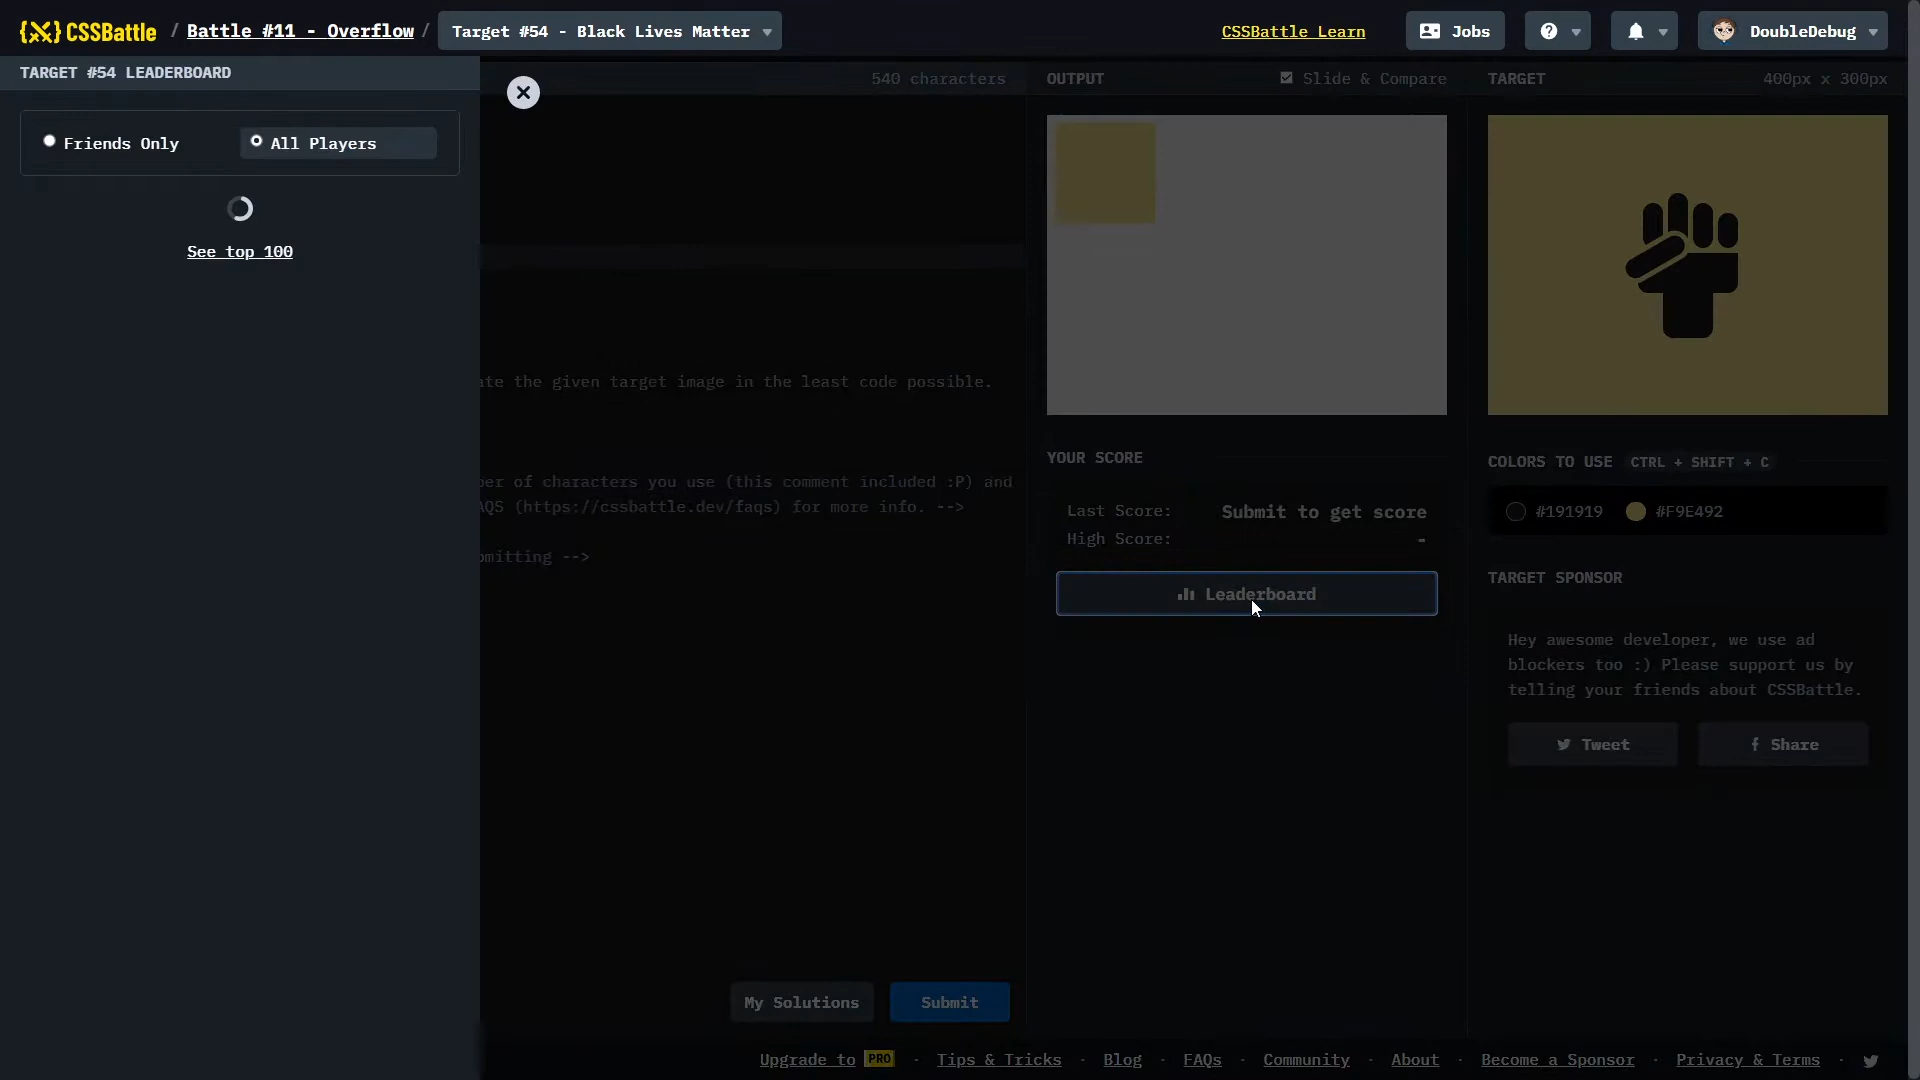 CSSBattle / Battle #11 - Overflow / Target #54 - Black Lives Matter
CSSBattle Learn
Jobs
DoubleDebug
TARGET #54 LEADERBOARD
Friends Only
All Players
See top 100
540 characters
ate the given target image in the least code possible.
ber of characters you use (this comment included :P) and
AQS (https://cssbattle.dev/faqs) for more info. -->
bmitting -->
My Solutions
Submit
OUTPUT
Slide & Compare
YOUR SCORE
Last Score: Submit to get score
High Score: -
Leaderboard
TARGET
400px x 300px
COLORS TO USE CTRL + SHIFT + C
#191919 #F9E492
TARGET SPONSOR
Hey awesome developer, we use ad
blockers too :) Please support us by
telling your friends about CSSBattle.
Tweet
Share
Upgrade to PRO · Tips & Tricks · Blog · FAQs · Community · About · Become a Sponsor · Privacy & Terms ·